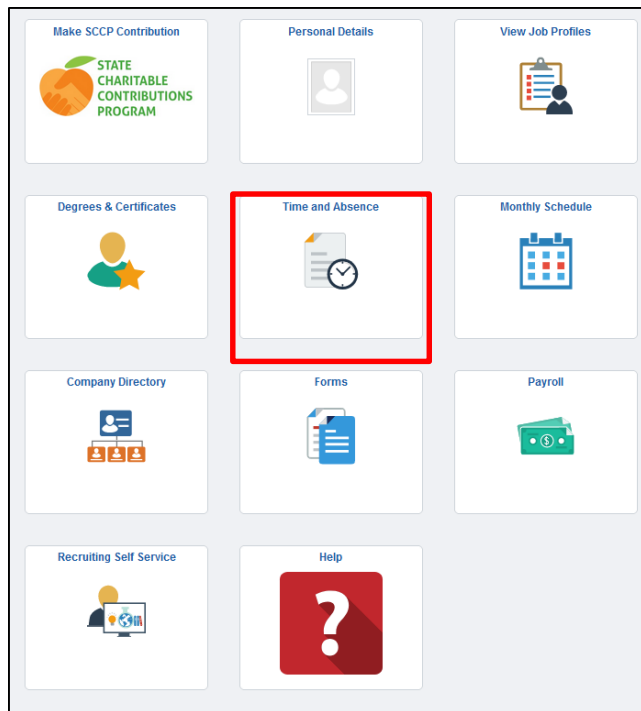 Make SCCP Contribution
Personal Details
View Job Profiles
STATE
CHARITABLE
CONTRIBUTIONS
PROGRAM
Degrees & Certificates
Time and Absence
Monthly Schedule
Company Directory
Forms
Payroll
Recruiting Self Service
Help
?